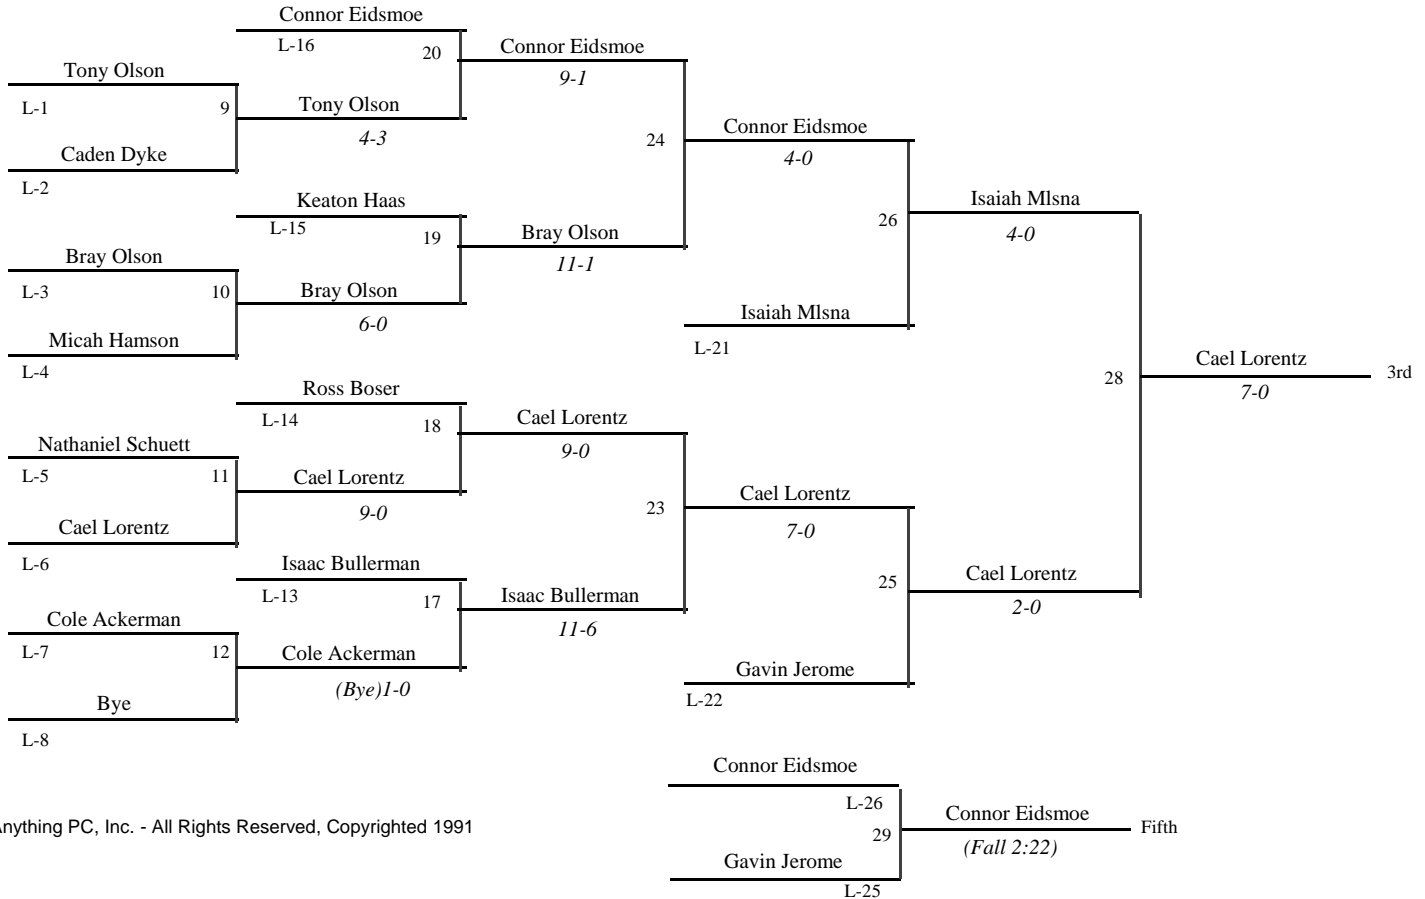 Connor Eidsmoe
L-16
20
Connor Eidsmoe
9-1
Tony Olson
L-1
9
Tony Olson
4-3
Caden Dyke
L-2
24
Connor Eidsmoe
4-0
Keaton Haas
L-15
19
Bray Olson
11-1
Bray Olson
L-3
10
Bray Olson
6-0
Micah Hamson
L-4
26
Isaiah Mlsna
4-0
Isaiah Mlsna
L-21
28
Cael Lorentz
7-0
3rd
Ross Boser
L-14
18
Cael Lorentz
9-0
Nathaniel Schuett
L-5
11
Cael Lorentz
9-0
Cael Lorentz
L-6
23
Cael Lorentz
7-0
Isaac Bullerman
L-13
17
Isaac Bullerman
11-6
Cole Ackerman
L-7
12
Cole Ackerman
(Bye)1-0
Bye
L-8
25
Cael Lorentz
2-0
Gavin Jerome
L-22
Connor Eidsmoe
L-26
29
Connor Eidsmoe
(Fall 2:22)
Fifth
Gavin Jerome
L-25
PC, Inc. - All Rights Reserved, Copyrighted 1991